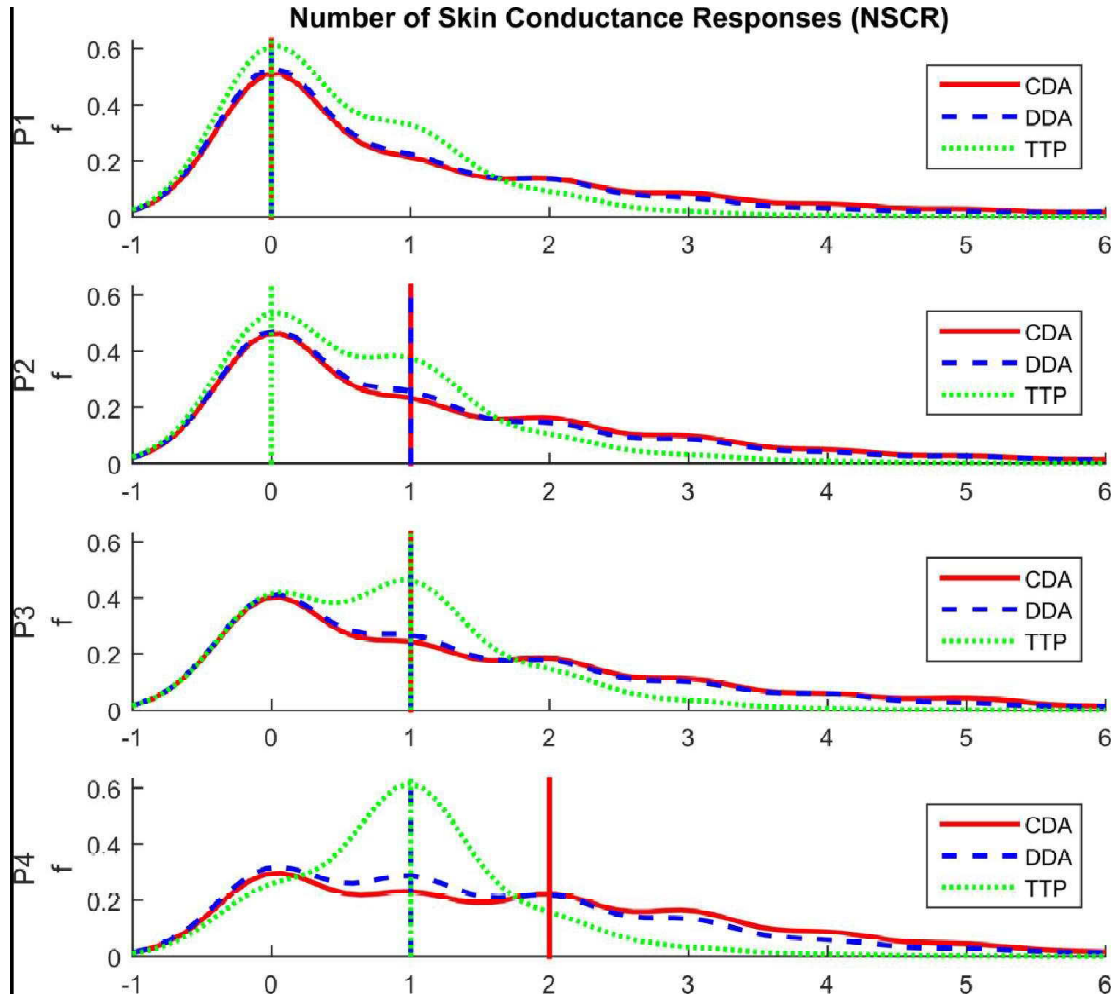 Number of Skin Conductance Responses (NSCR)
P1
f
0.6
0.4
0.2
0
-1 0 1 2 3 4 5 6
CDA
DDA
TTP
P2
f
0.6
0.4
0.2
0
-1 0 1 2 3 4 5 6
CDA
DDA
TTP
P3
f
0.6
0.4
0.2
0
-1 0 1 2 3 4 5 6
CDA
DDA
TTP
P4
f
0.6
0.4
0.2
0
-1 0 1 2 3 4 5 6
CDA
DDA
TTP